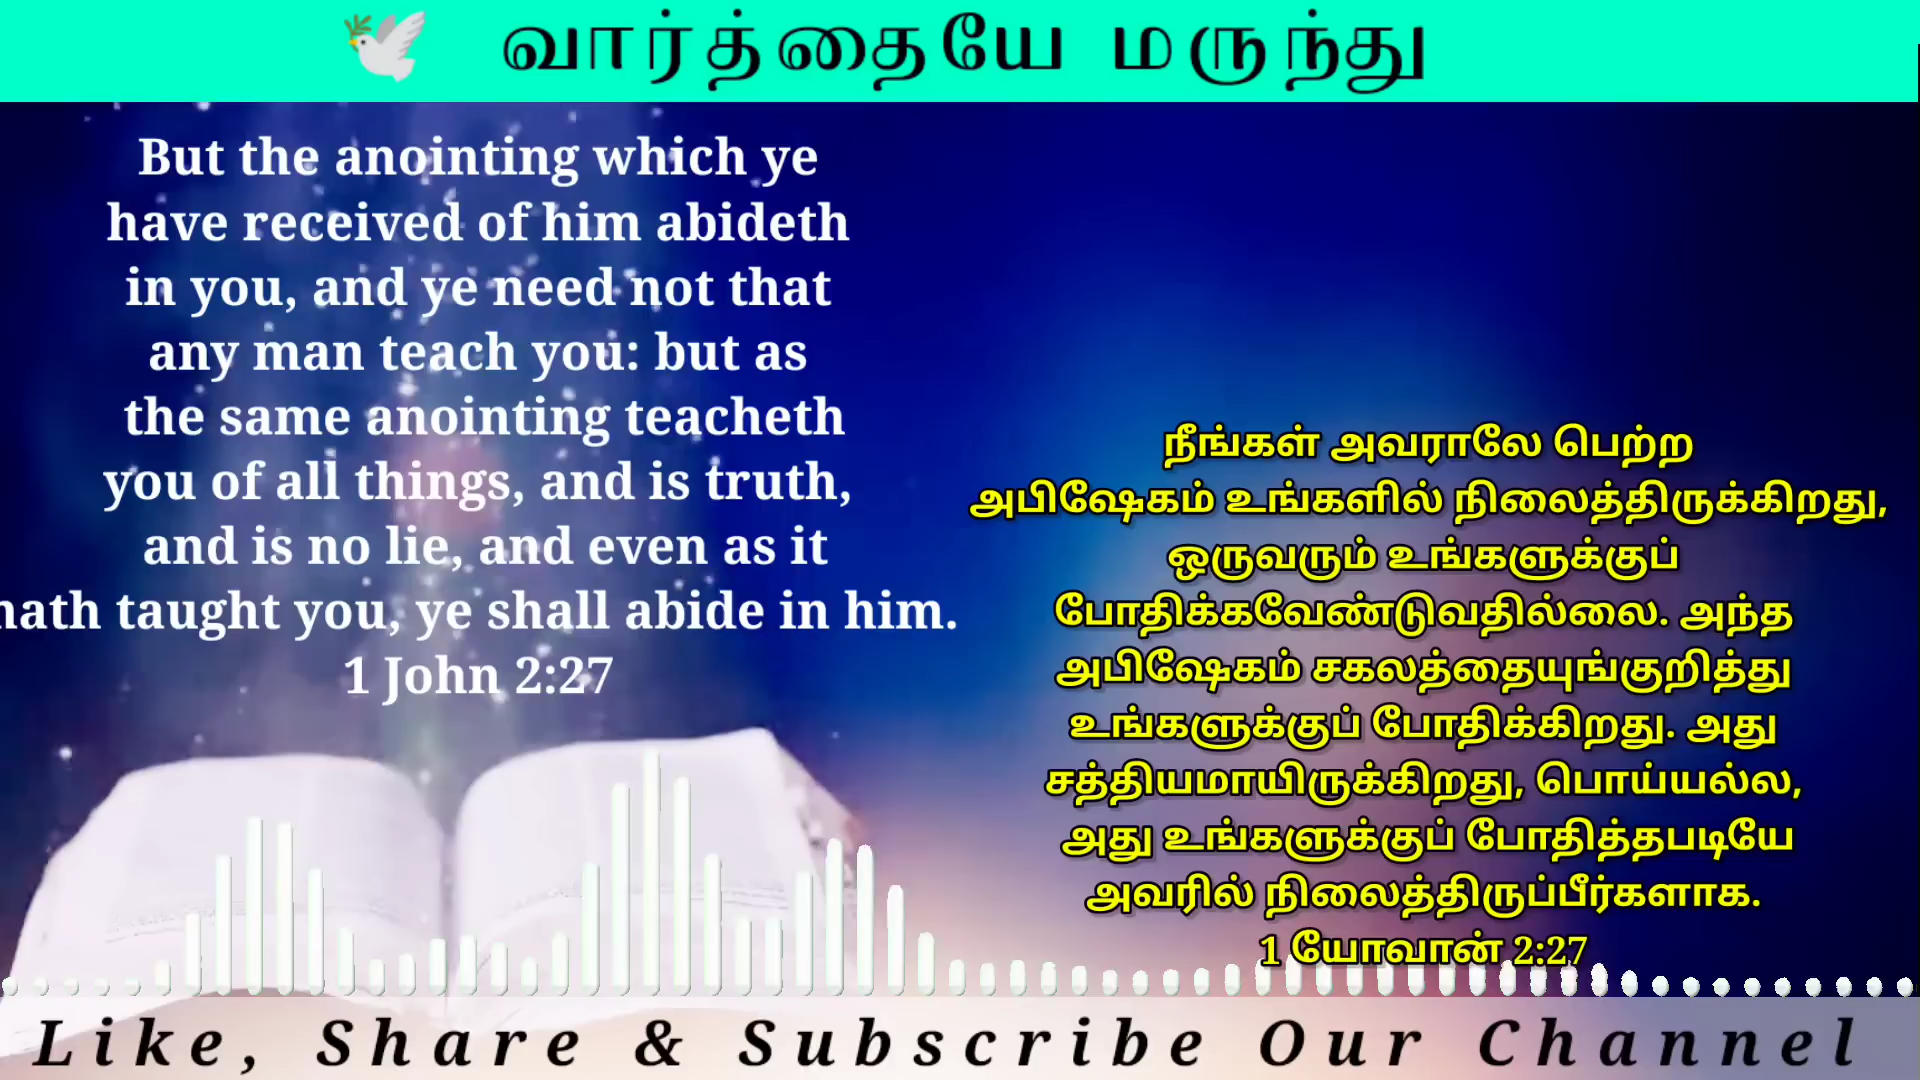 வார்த்தையே மருந்து
But the anointing which ye
have received of him abideth
in you, and ye need not that
any man teach you: but as
the same anointing teacheth
you of all things, and is truth,
and is no lie, and even as it
hath taught you, ye shall abide in him.
1 John 2:27
நீங்கள் அவராலே பெற்ற
அபிஷேகம் உங்களில் நிலைத்திருக்கிறது,
ஒருவரும் உங்களுக்குப்
போதிக்கவேண்டுவதில்லை. அந்த
அபிஷேகம் சகலத்தையுங்குறித்து
உங்களுக்குப் போதிக்கிறது. அது
சத்தியமாயிருக்கிறது, பொய்யல்ல,
அது உங்களுக்குப் போதித்தபடியே
அவரில் நிலைத்திருப்பீர்களாக.
1 யோவான் 2:27
Like, Share & Subscribe Our Channel